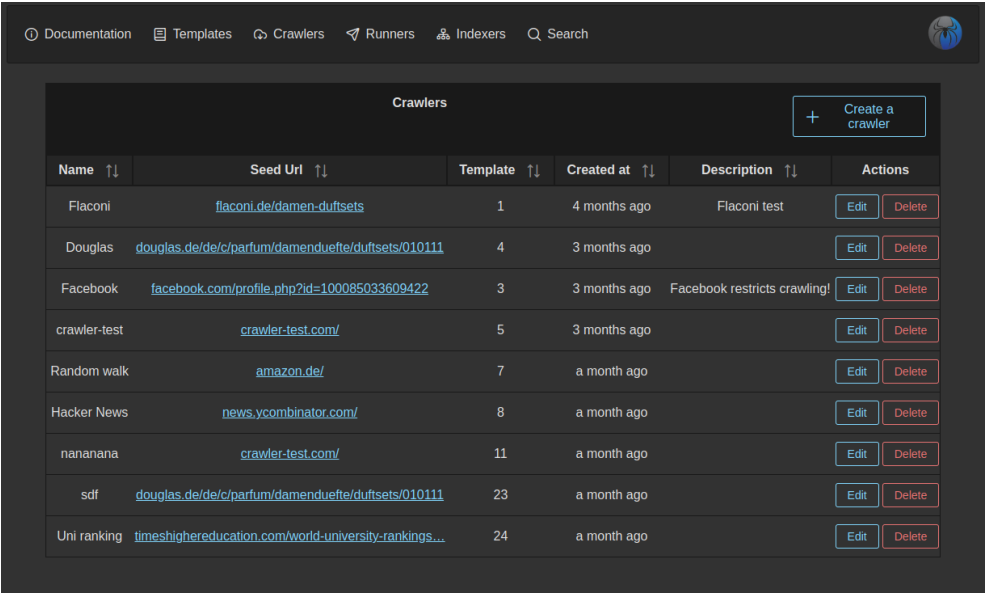 Documentation Templates Crawlers Runners Indexers Search
Crawlers
Create a
crawler
Name Seed Url Template Created at Description Actions
Flaconi flaconi.de/damen-duftsets 1 4 months ago Flaconi test Edit Delete
Douglas douglas.de/de/c/parfum/damenduefte/duftsets/010111 4 3 months ago Edit Delete
Facebook facebook.com/profile.php?id=100085033609422 3 3 months ago Facebook restricts crawling! Edit Delete
crawler-test crawler-test.com/ 5 3 months ago Edit Delete
Random walk amazon.de/ 7 a month ago Edit Delete
Hacker News news.ycombinator.com/ 8 a month ago Edit Delete
nananana crawler-test.com/ 11 a month ago Edit Delete
sdf douglas.de/de/c/parfum/damenduefte/duftsets/010111 23 a month ago Edit Delete
Uni ranking timeshighereducation.com/world-university-rankings… 24 a month ago Edit Delete